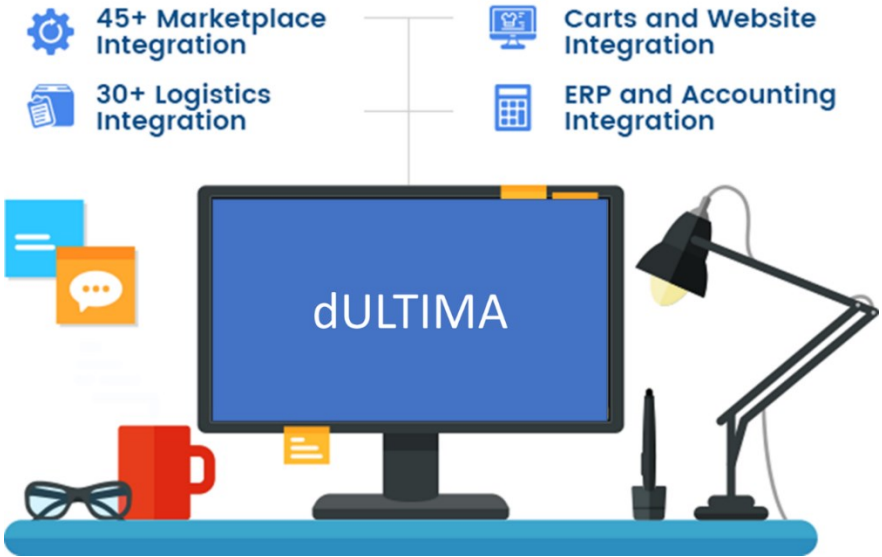 45+ Marketplace
Integration
Carts and Website
Integration
30+ Logistics
Integration
ERP and Accounting
Integration
dULTIMA